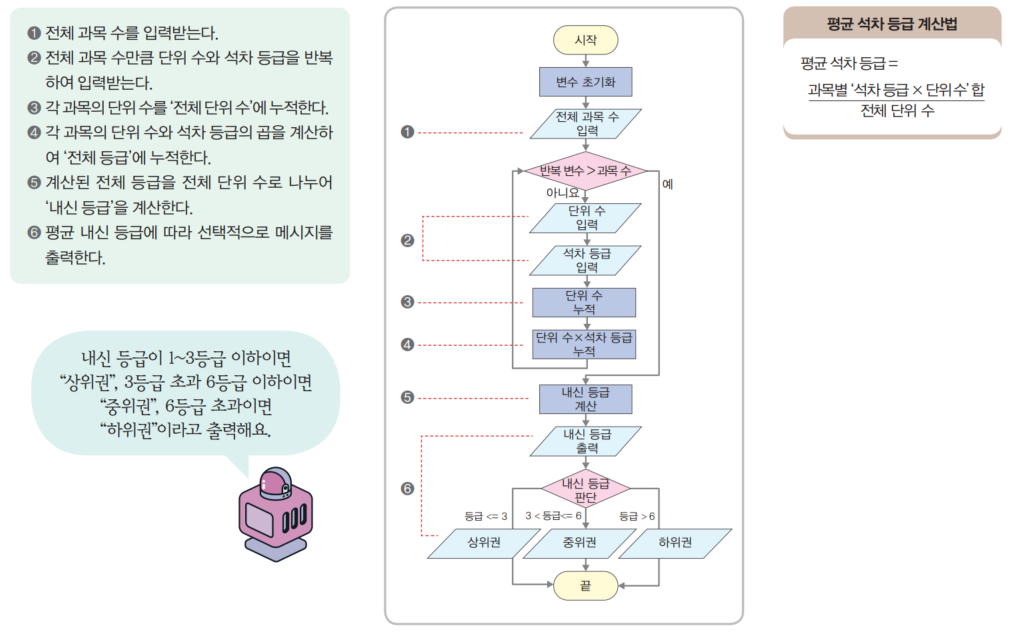 ❶ 전체 과목 수를 입력받는다.
❷ 전체 과목 수만큼 단위 수와 석차 등급을 반복
하여 입력받는다.
❸ 각 과목의 단위 수를 ‘전체 단위 수’에 누적한다.
❹ 각 과목의 단위 수와 석차 등급의 곱을 계산하
여 ‘전체 등급’에 누적한다.
❺ 계산된 전체 등급을 전체 단위 수로 나누어
‘내신 등급’을 계산한다.
❻ 평균 내신 등급에 따라 선택적으로 메시지를
출력한다.
내신 등급이 1~3등급 이하이면
“상위권”, 3등급 초과 6등급 이하이면
“중위권”, 6등급 초과이면
“하위권”이라고 출력해요.
시작
변수 초기화
❶
전체 과목 수
입력
반복 변수 > 과목 수
예
아니요
❷
단위 수
입력
석차 등급
입력
❸
단위 수
누적
❹
단위 수×석차 등급
누적
❺
내신 등급
계산
내신 등급
출력
❻
내신 등급
판단
등급 <= 3
3 < 등급<= 6
등급 > 6
상위권
중위권
하위권
끝
평균 석차 등급 계산법
평균 석차 등급 =
과목별 ‘석차 등급 × 단위 수’ 합
전체 단위 수